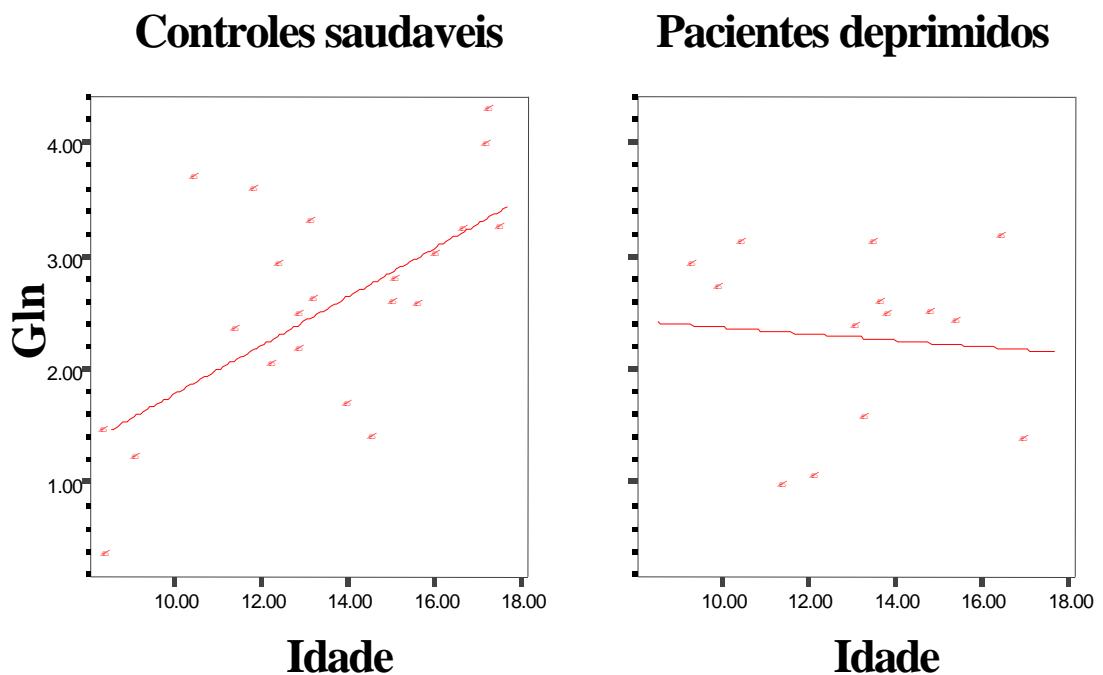 Controles saudaveis
Pacientes deprimidos
Gln
4.00
3.00
2.00
1.00
10.00 12.00 14.00 16.00 18.00
10.00 12.00 14.00 16.00 18.00
Idade
Idade